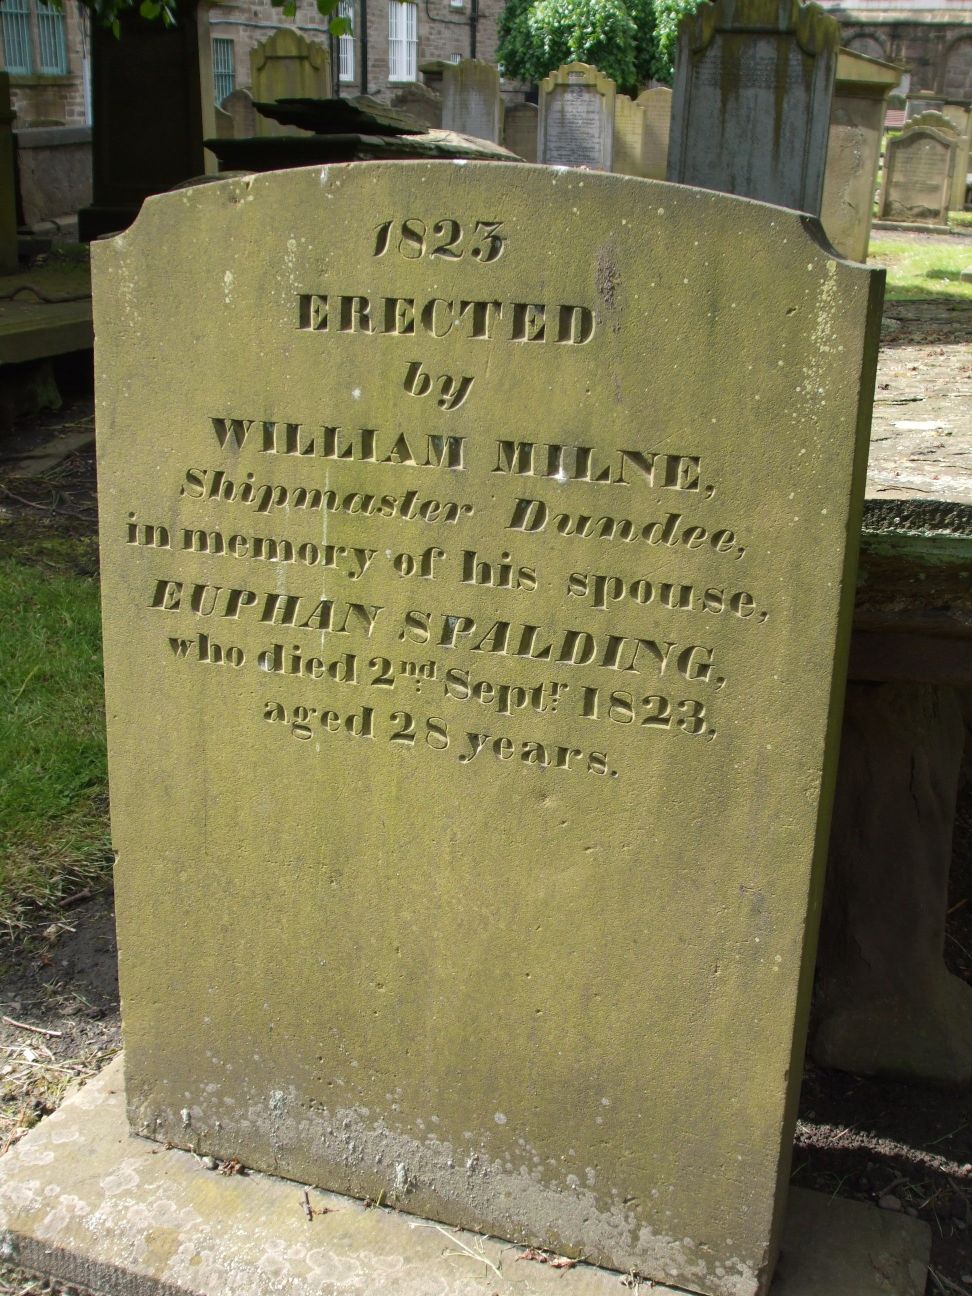 1823
ERECTED
by
WILLIAM MILNE,
Shipmaster Dundee,
in memory of his spouse,
EUPHAN SPALDING,
who died 2nd Septr 1823,
aged 28 years.